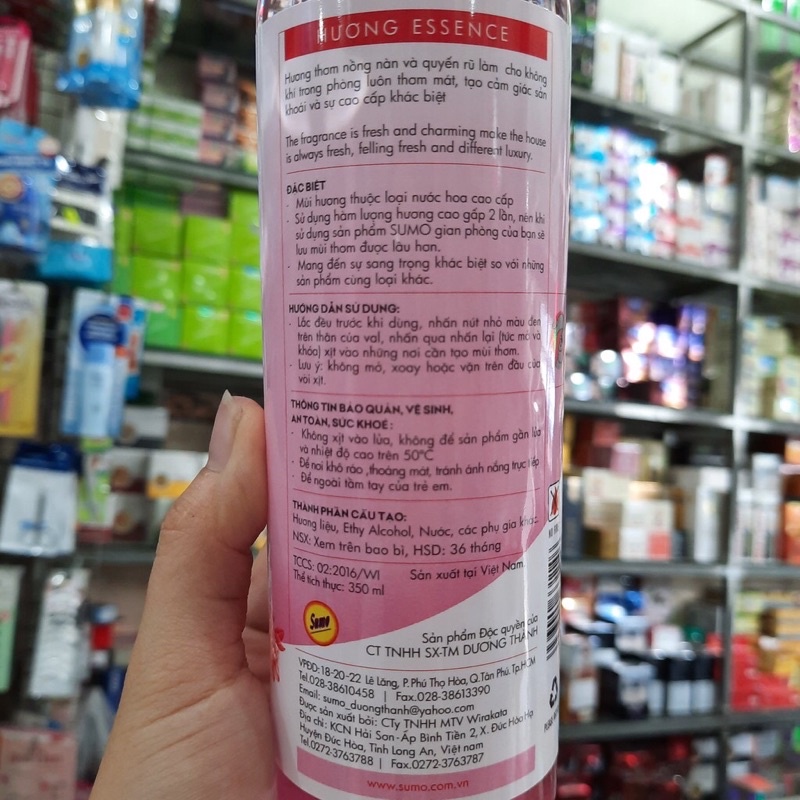 HƯƠNG ESSENCE
Hương thơm nồng nàn và quyến rũ làm cho không
khí trong phòng luôn thơm mát, tạo cảm giác sản
khoái và sự cao cấp khác biệt
The fragrance is fresh and charming make the house
is always fresh, felling fresh and different luxury.
ĐẶC BIỆT
- Mùi hương thuộc loại nước hoa cao cấp
- Sử dụng hàm lượng hương cao gấp 2 lần, nên khi
sử dụng sản phẩm SUMO gian phòng của bạn sẽ
lưu mùi thơm được lâu hơn.
- Mang đến sự sang trọng khác biệt so với những
sản phẩm cùng loại khác.
HƯỚNG DẪN SỬ DỤNG:
- Lắc đều trước khi dùng, nhấn nút nhỏ màu đen
trên thân của val, nhấn qua nhấn lại (tức mở và
khóa) xịt vào những nơi cần tạo mùi thơm.
- Lưu ý: không mở, xoay hoặc vặn trên đầu của
vòi xịt.
THÔNG TIN BẢO QUẢN, VỆ SINH,
AN TOÀN, SỨC KHOẺ:
- Không xịt vào lửa, không để sản phẩm gần lửa
và nhiệt độ cao trên 50°C
- Để nơi khô ráo ,thoáng mát, tránh ánh nắng trực tiếp
- Để ngoài tầm tay của trẻ em.
THÀNH PHẦN CẤU TẠO:
Hương liệu, Ethy Alcohol, Nước, các phụ gia khác.
NSX: Xem trên bao bì, HSD: 36 tháng
TCCS: 02:2016/WI Sản xuất tại Việt Nam
Thể tích thực: 350 ml
Sumo
Sản phẩm Độc quyền của
CT TNHH SX-TM DƯƠNG THÀNH
VPĐD:18-20-22 Lê Lăng, P. Phú Thọ Hòa, Q.Tân Phú. Tp.HCM
Tel.028-38610458 | Fax.028-38613390
Email: sumo_duongthanh@yahoo.com
Được sản xuất bởi: CTy TNHH MTV Wirakata
Địa chỉ: KCN Hải Sơn -Ấp Bình Tiền 2, X. Đức Hòa Hạ
Huyện Đức Hòa, Tỉnh Long An, Việt nam
Tel.0272-3763788 | Fax.0272-3763787
www.sumo.com.vn